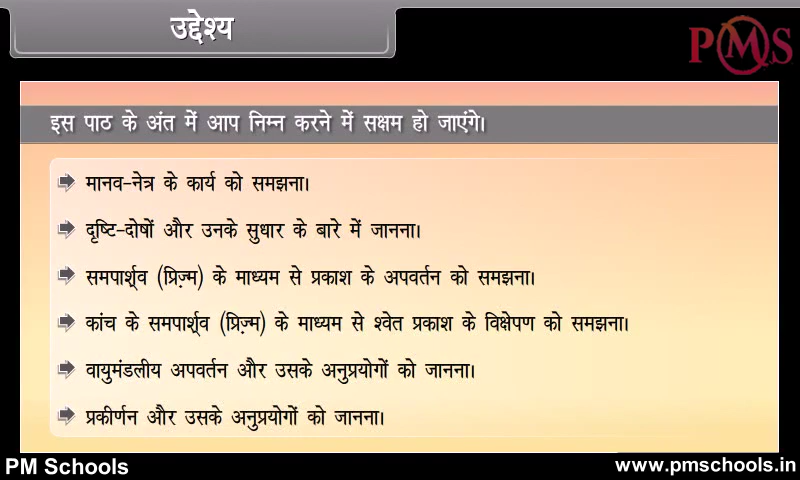 उद्देश्य
PMS
इस पाठ के अंत में आप निम्न करने में सक्षम हो जाएंगे।
मानव-नेत्र के कार्य को समझना।
दृष्टि-दोषों और उनके सुधार के बारे में जानना।
समपार्श्व (प्रिज़्म) के माध्यम से प्रकाश के अपवर्तन को समझना।
कांच के समपार्श्व (प्रिज़्म) के माध्यम से श्वेत प्रकाश के विक्षेपण को समझना।
वायुमंडलीय अपवर्तन और उसके अनुप्रयोगों को जानना।
प्रकीर्णन और उसके अनुप्रयोगों को जानना।
PM Schools
www.pmschools.in